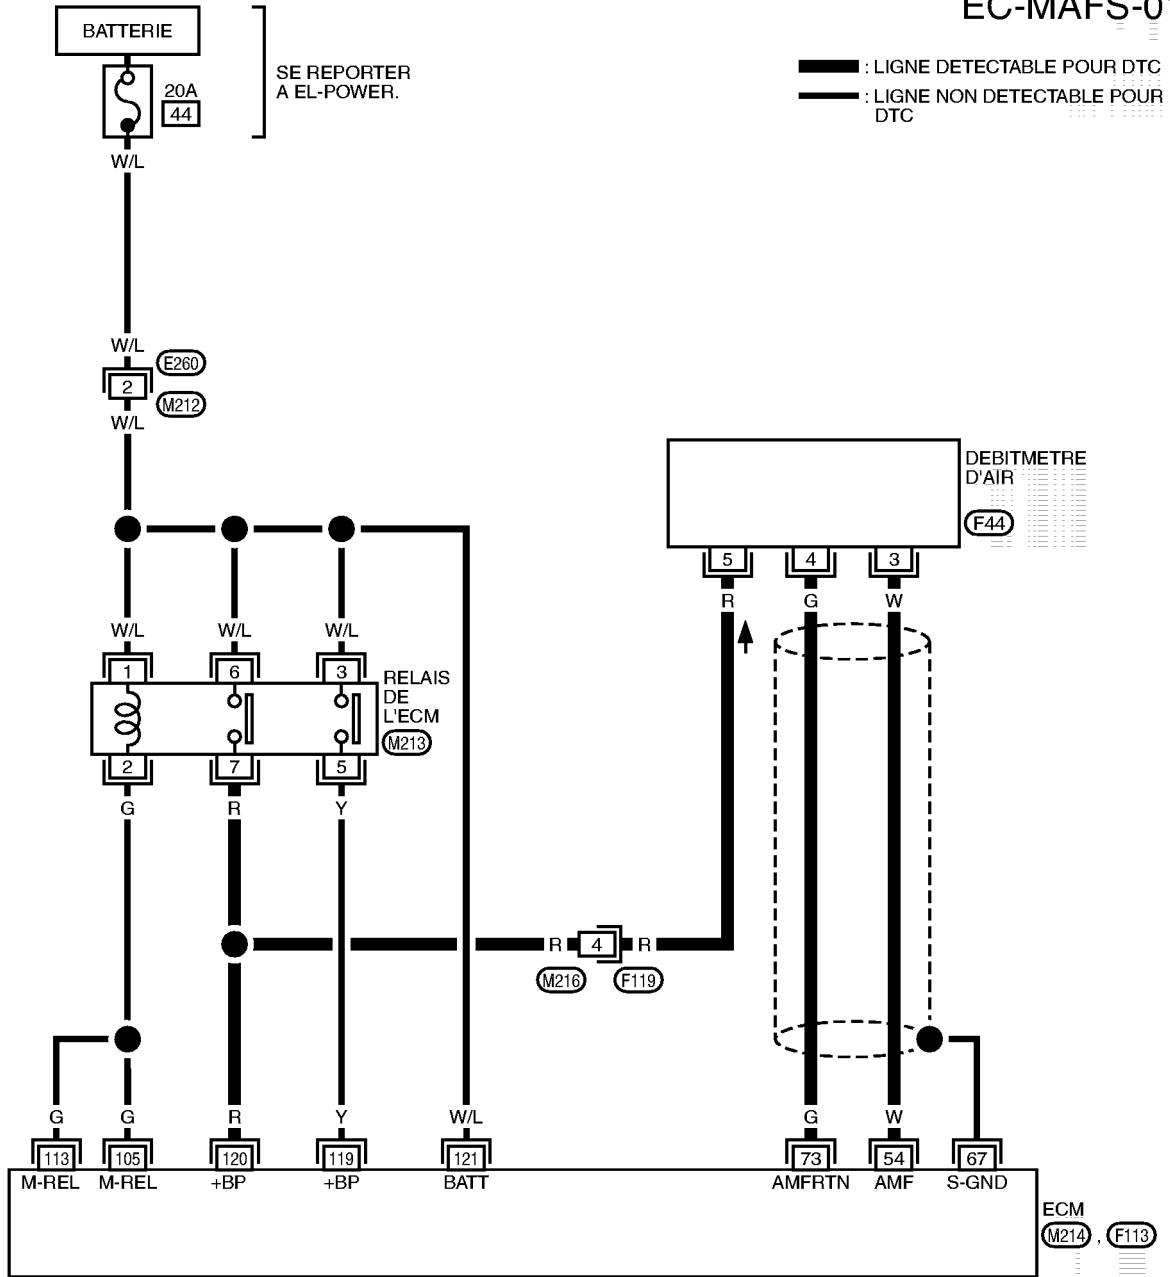 EC-MAFS-01
BATTERIE
20A
44
SE REPORTER
A EL-POWER.
: LIGNE DETECTABLE POUR DTC
: LIGNE NON DETECTABLE POUR
DTC
W/L
W/L
E260
2
M212
W/L
DEBITMETRE
D'AIR
F44
5 4 3
R G W
W/L W/L W/L
1 6 3
RELAIS
DE
L'ECM
M213
2 7 5
G R Y
R 4 R
M216 F119
G G R Y W/L G W
113 105 120 119 121 73 54 67
M-REL M-REL +BP +BP BATT AMFRTN AMF S-GND
ECM
M214 , F113